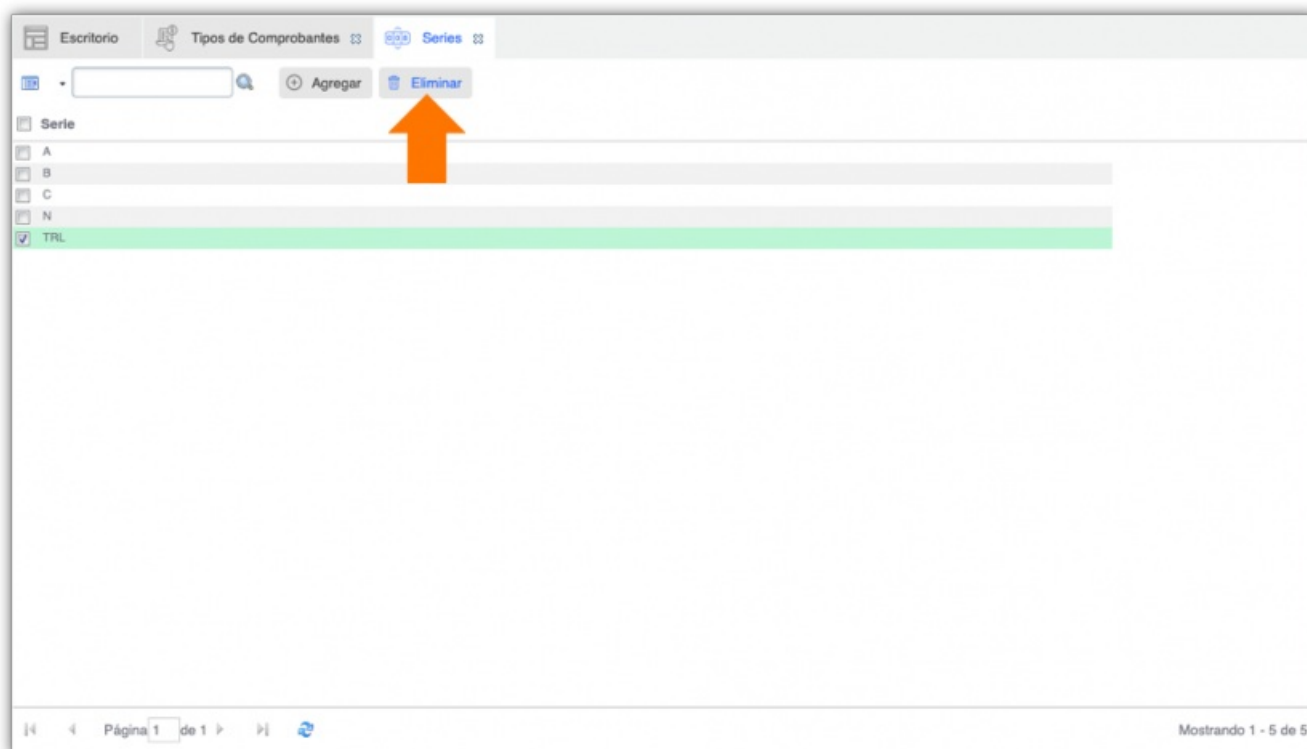 Escritorio Tipos de Comprobantes Series
Agregar Eliminar
Serie
A
B
C
N
TRL
Página 1 de 1 Mostrando 1 - 5 de 5